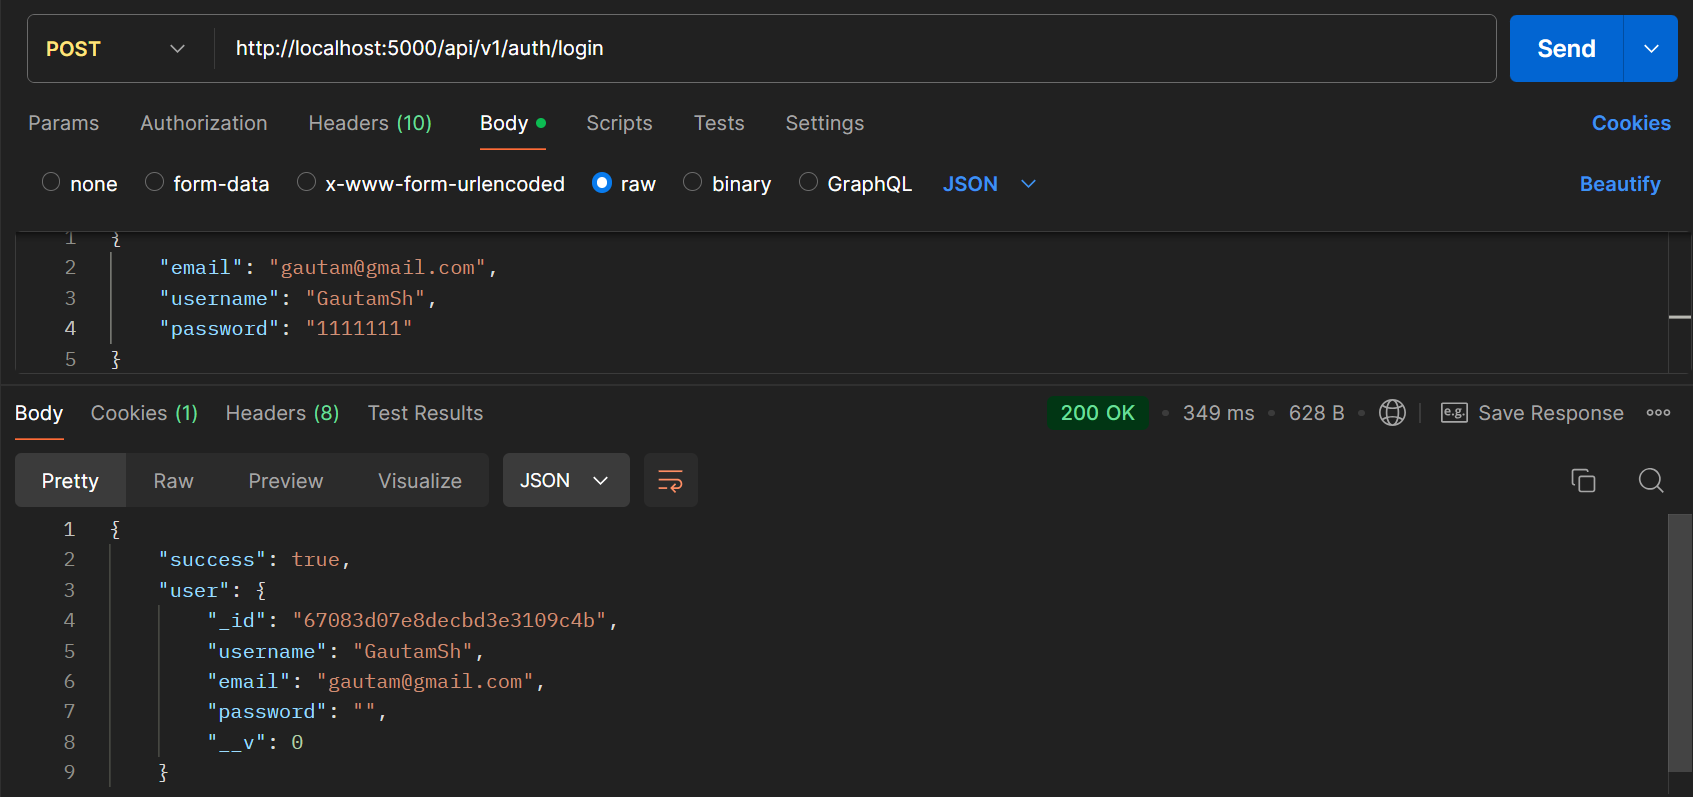 POST http://localhost:5000/api/v1/auth/login Send
Params Authorization Headers (10) Body Scripts Tests Settings Cookies
none form-data x-www-form-urlencoded raw binary GraphQL JSON Beautify
1 {
2 "email": "gautam@gmail.com",
3 "username": "GautamSh",
4 "password": "1111111"
5 }
Body Cookies (1) Headers (8) Test Results 200 OK • 349 ms • 628 B • e.g. Save Response
Pretty Raw Preview Visualize JSON
1 {
2 "success": true,
3 "user": {
4 "_id": "67083d07e8decbd3e3109c4b",
5 "username": "GautamSh",
6 "email": "gautam@gmail.com",
7 "password": "",
8 "__v": 0
9 }